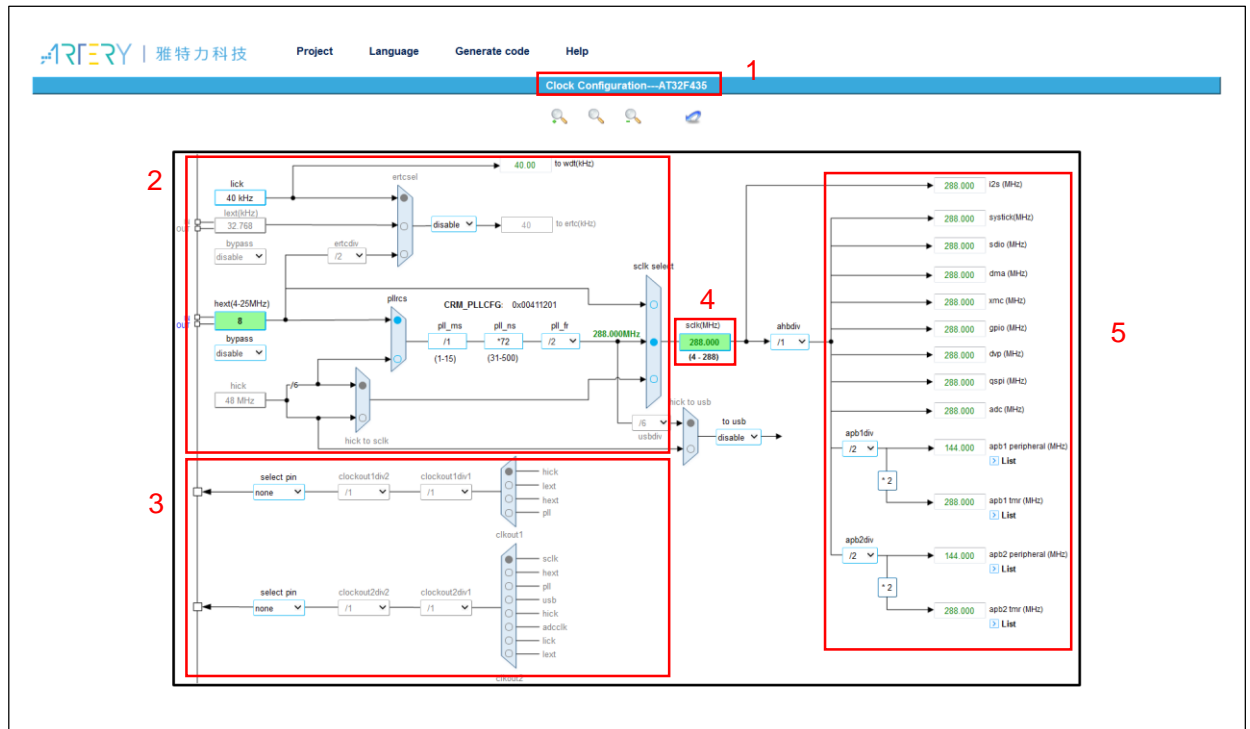 ARTERY | 雅特力科技 Project Language Generate code Help
1
Clock Configuration---AT32F435
2
40.00 to wdt(kHz)
ertcsel
lick
40 kHz
lext(kHz)
32.768
OUT
disable 40 to ertc(kHz)
bypass
disable
ertcdiv
/2
sclk select
hext(4-25MHz)
8
OUT
bypass
disable
pllrcs
CRM_PLLCFG: 0x00411201
pll_ms pll_ns pll_fr
/1 *72 /2 288.000MHz
(1-15) (31-500)
4
sclk(MHz)
288.000
(4 - 288)
ahbdiv
/1
hick
48 MHz
/6
hick to sclk
/6
usbdiv
hick to usb
to usb
disable
5
288.000 i2s (MHz)
288.000 systick(MHz)
288.000 sdio (MHz)
288.000 dma (MHz)
288.000 xmc (MHz)
288.000 gpio (MHz)
288.000 dvp (MHz)
288.000 qspi (MHz)
288.000 adc (MHz)
apb1div
/2 144.000 apb1 peripheral (MHz)
List
* 2
288.000 apb1 tmr (MHz)
List
apb2div
/2 144.000 apb2 peripheral (MHz)
List
* 2
288.000 apb2 tmr (MHz)
List
3
select pin clockout1div2 clockout1div1
none /1 /1
hick
lext
hext
pll
clkout1
select pin clockout2div2 clockout2div1
none /1 /1
sclk
hext
pll
usb
hick
adcclk
lick
lext
clkout2